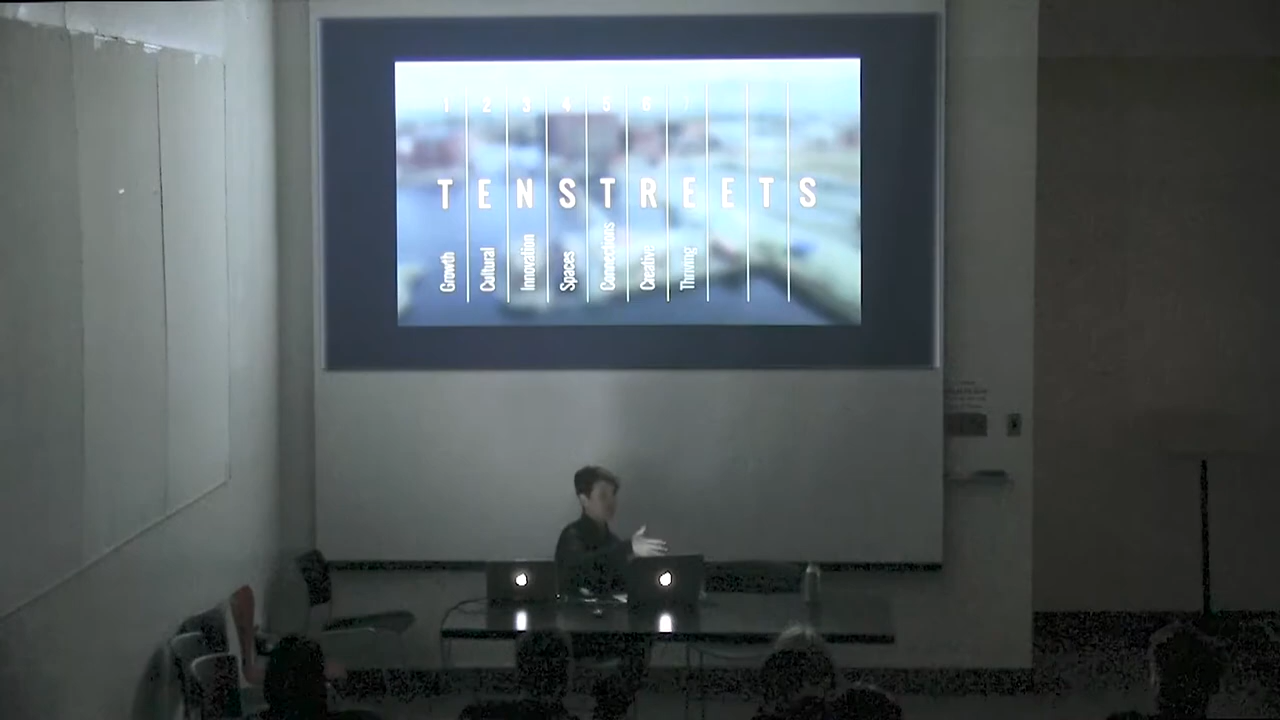 1 2 3 4 5 6 7
TENSTREETS
Growth
Cultural
Innovation
Spaces
Connections
Creative
Thriving